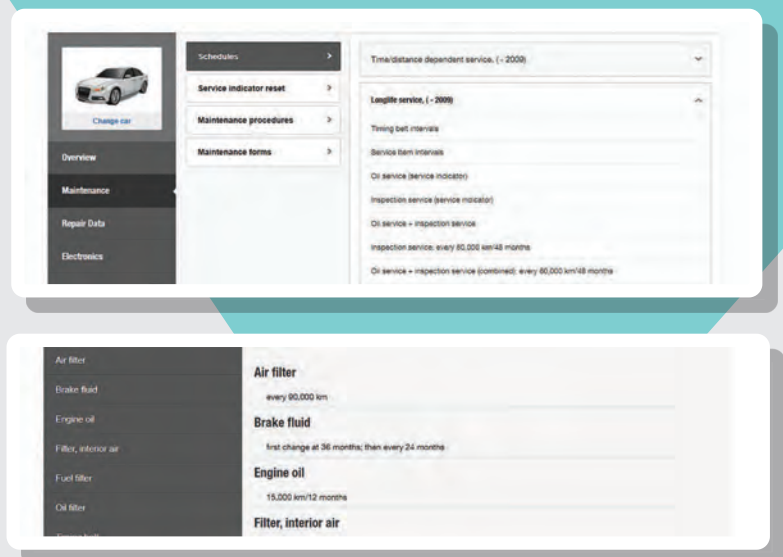 Change car
Overview
Maintenance
Repair Data
Electronics
Schedules
Service indicator reset
Maintenance procedures
Maintenance forms
Time/distance dependent service, ( - 2009)
Longlife service, ( - 2009)
Timing belt intervals
Service item intervals
Oil service (service indicator)
Inspection service (service indicator)
Oil service + inspection service
Inspection service: every 60,000 km/48 months
Oil service + inspection service (combined): every 60,000 km/48 months
Air filter
Brake fluid
Engine oil
Filter, interior air
Fuel filter
Oil filter
Air filter
every 90,000 km
Brake fluid
first change at 36 months; then every 24 months
Engine oil
15,000 km/12 months
Filter, interior air